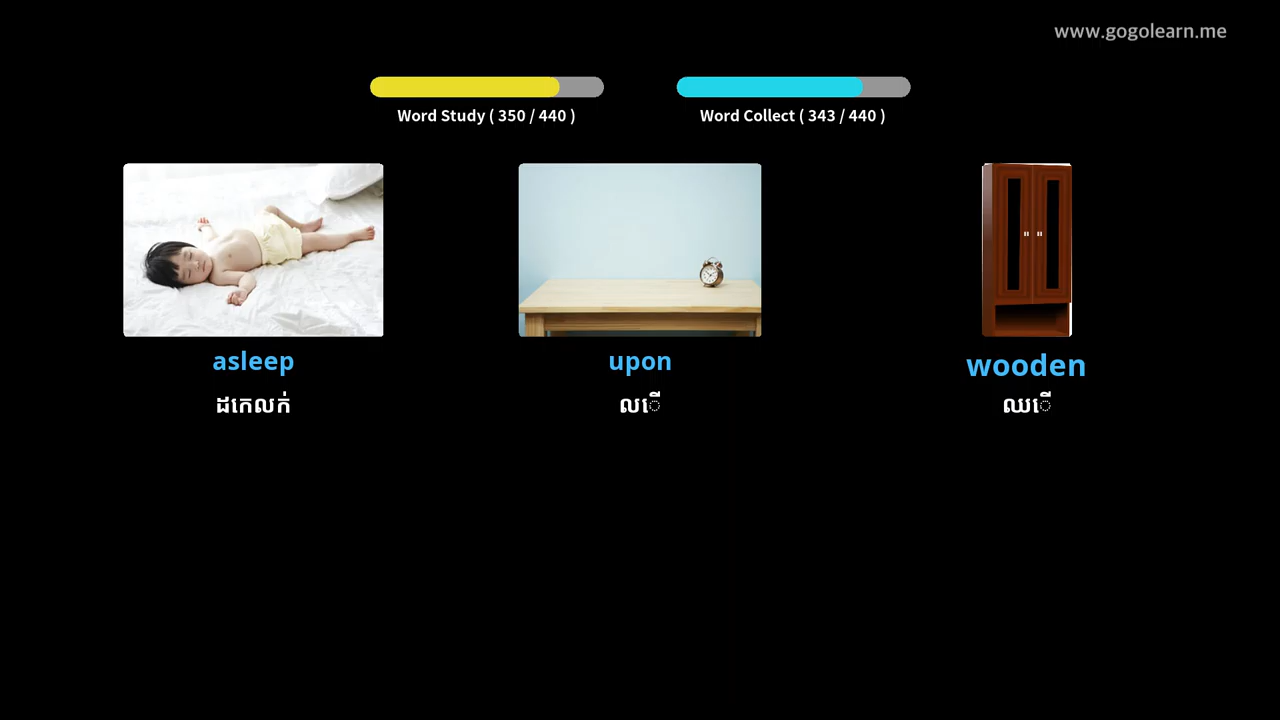 www.gogolearn.me
Word Study ( 350 / 440 )
Word Collect ( 343 / 440 )
asleep
upon
wooden
ដេកលក់
លើ
ឈើ